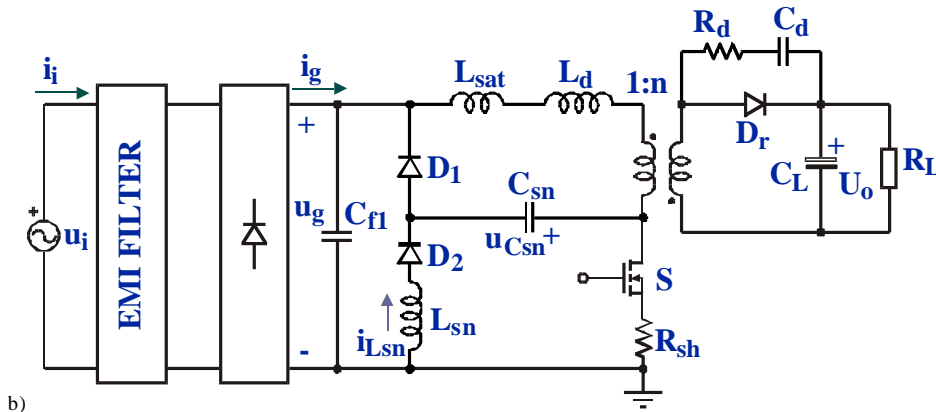 R_d
C_d
i_i
i_g
L_sat
L_d
1:n
+
D_r
D_1
C_sn
C_L
+
U_o
R_L
+
u_i
EMI FILTER
u_g
C_f1
u_Csn
+
D_2
S
i_Lsn
L_sn
R_sh
-
b)